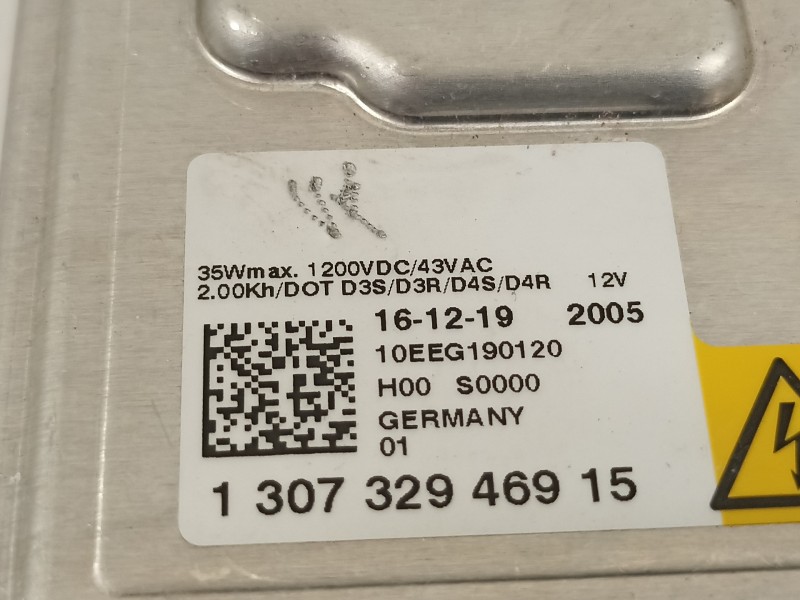 35Wmax. 1200VDC/43VAC
2.00Kh/DOT D3S/D3R/D4S/D4R 12V
16-12-19 2005
10EEG190120
H00 S0000
GERMANY
01
1 307 329 469 15